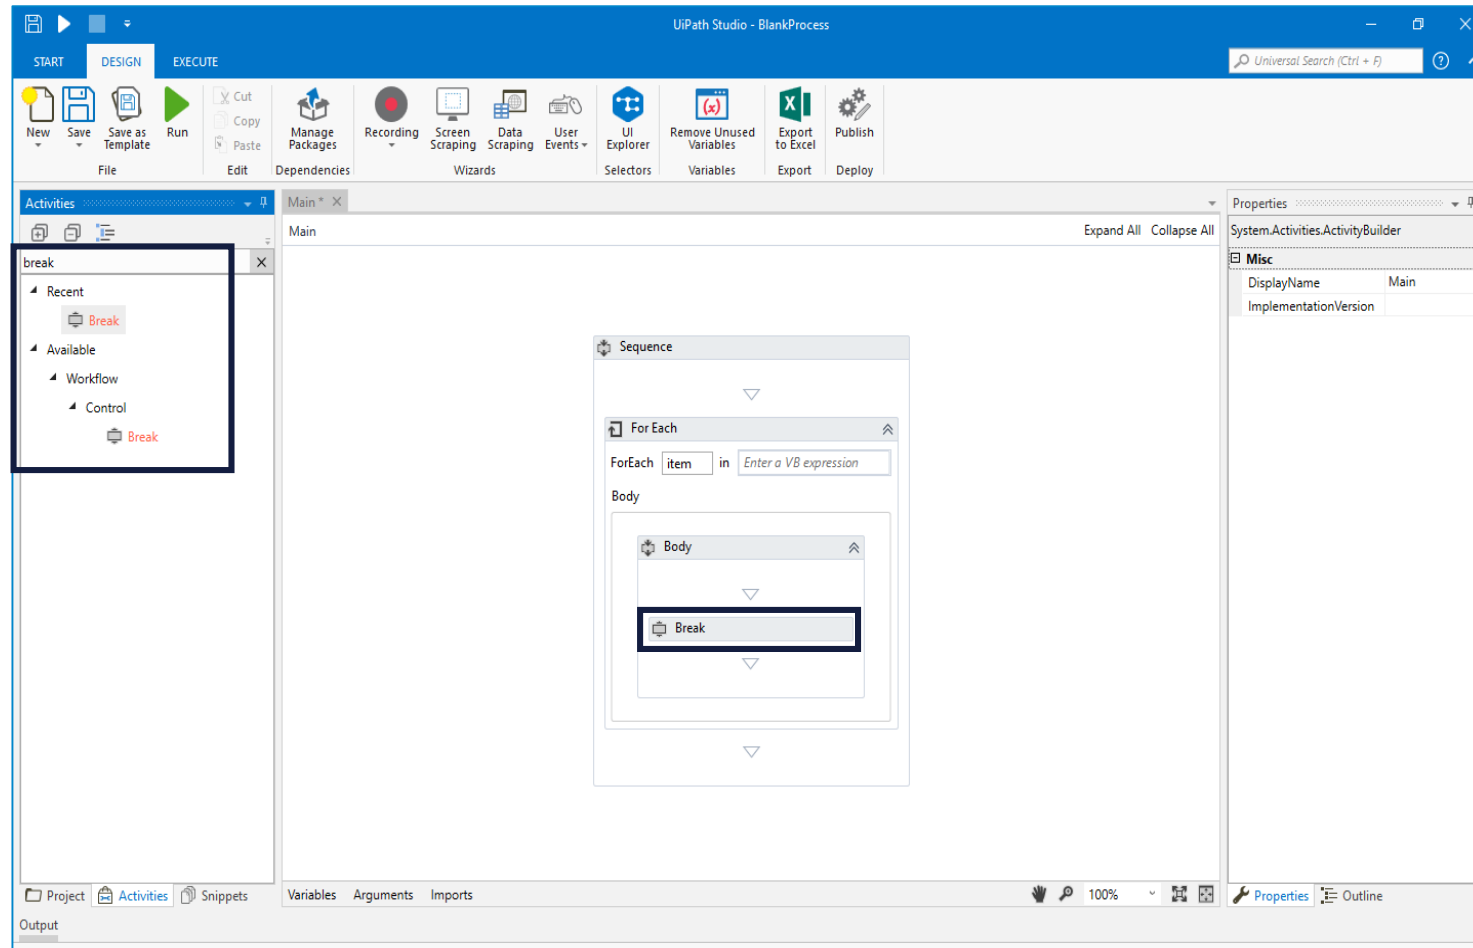 UiPath Studio - BlankProcess
START DESIGN EXECUTE
Universal Search (Ctrl + F)
New Save Save as Template Run
Cut
Copy
Paste
Manage Packages
Recording
Screen Scraping
Data Scraping
User Events
UI Explorer
Remove Unused Variables
Export to Excel
Publish
File Edit Dependencies Wizards Selectors Variables Export Deploy
Activities
break
Recent
Break
Available
Workflow
Control
Break
Main *
Main Expand All Collapse All
Sequence
For Each
ForEach item in Enter a VB expression
Body
Body
Break
Properties
System.Activities.ActivityBuilder
Misc
DisplayName Main
ImplementationVersion
Project Activities Snippets
Variables Arguments Imports 100%
Properties Outline
Output